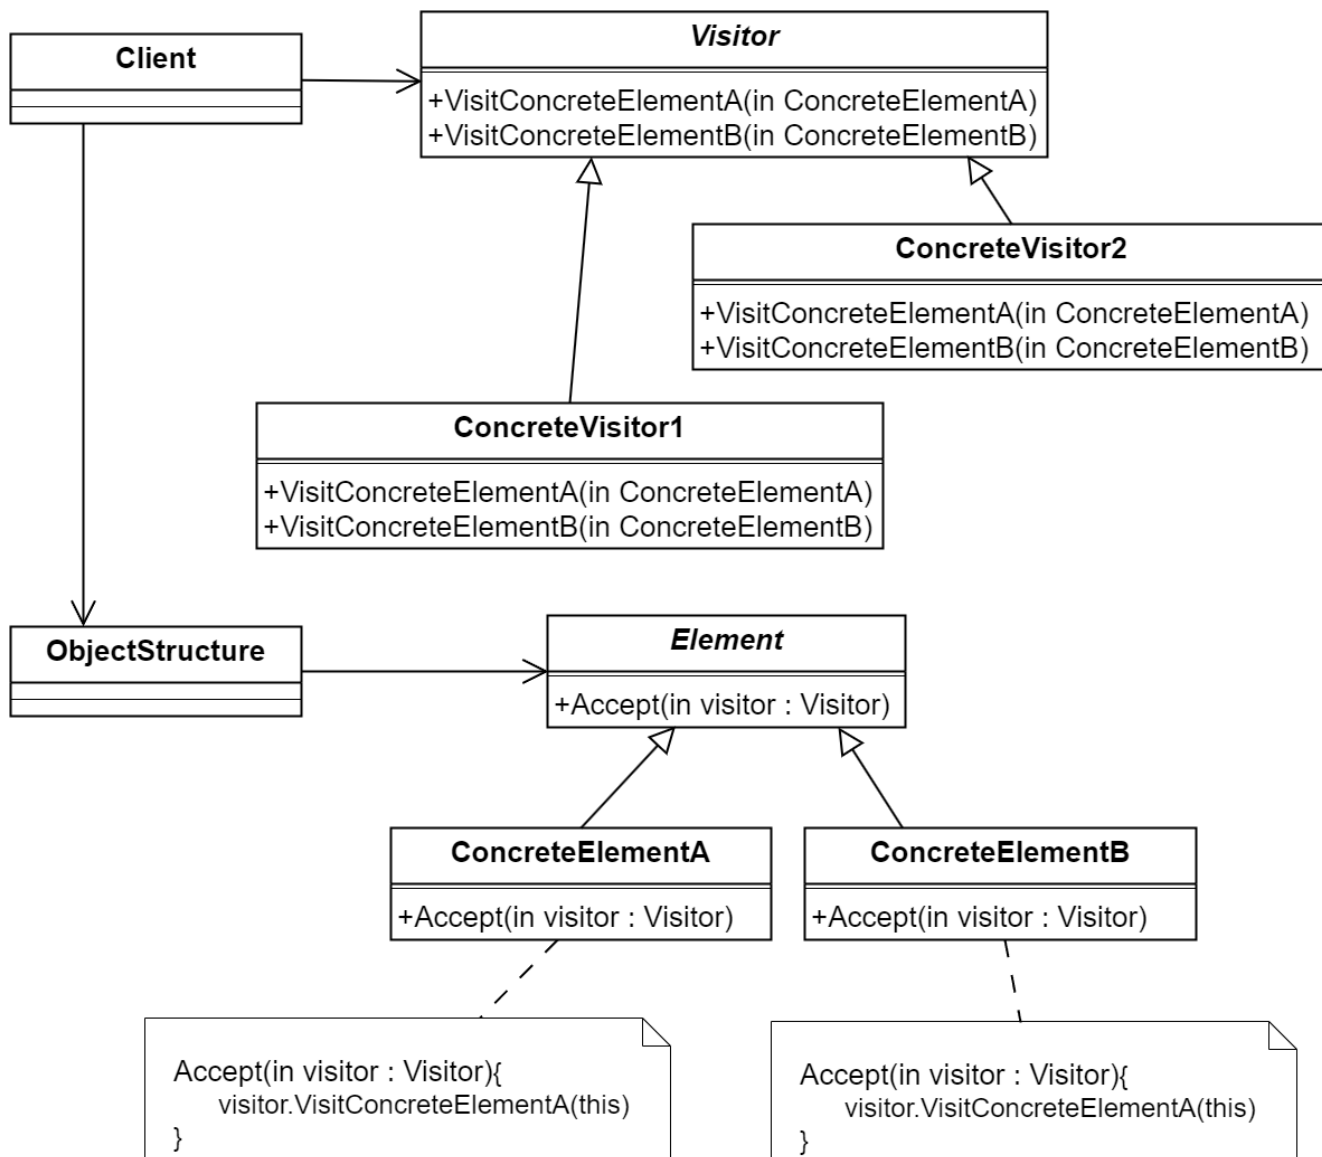 Client
Visitor
+VisitConcreteElementA(in ConcreteElementA)
+VisitConcreteElementB(in ConcreteElementB)
ConcreteVisitor2
+VisitConcreteElementA(in ConcreteElementA)
+VisitConcreteElementB(in ConcreteElementB)
ConcreteVisitor1
+VisitConcreteElementA(in ConcreteElementA)
+VisitConcreteElementB(in ConcreteElementB)
ObjectStructure
Element
+Accept(in visitor : Visitor)
ConcreteElementA
+Accept(in visitor : Visitor)
ConcreteElementB
+Accept(in visitor : Visitor)
Accept(in visitor : Visitor){
visitor.VisitConcreteElementA(this)
}
Accept(in visitor : Visitor){
visitor.VisitConcreteElementA(this)
}